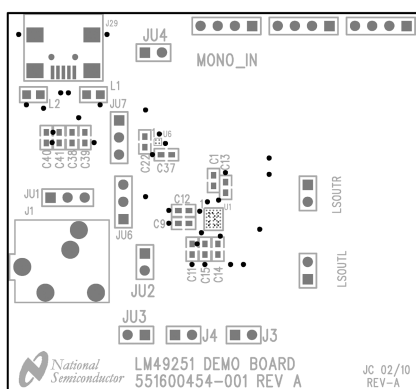 J29
JU4
MONO_IN
L2
L1
JU7
U6
C40
C41
C38
C39
C22
C37
C1
C13
JU1
J1
JU6
C12
C9
1
U1
LSOUTR
JU2
C11
C15
C14
LSOUTL
JU3
J4
J3
National
Semiconductor
LM49251 DEMO BOARD
551600454-001 REV A
JC 02/10
REV-A